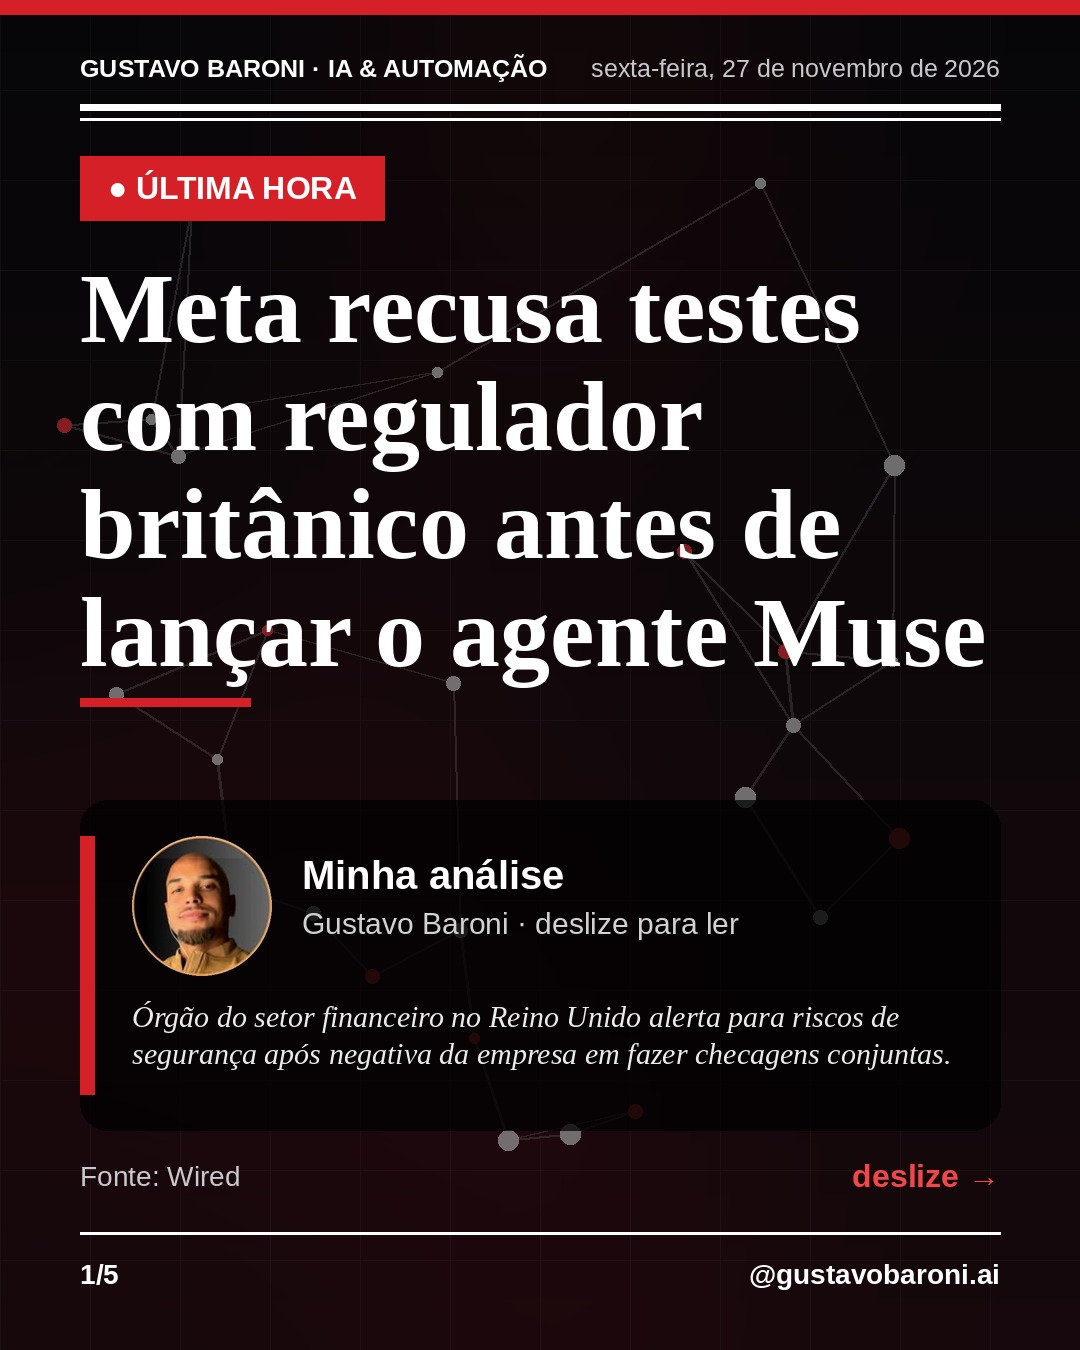 GUSTAVO BARONI · IA & AUTOMAÇÃO
sexta-feira, 27 de novembro de 2026
● ÚLTIMA HORA
Meta recusa testes
com regulador
britânico antes de
lançar o agente Muse
Minha análise
Gustavo Baroni · deslize para ler
Órgão do setor financeiro no Reino Unido alerta para riscos de
segurança após negativa da empresa em fazer checagens conjuntas.
Fonte: Wired
deslize →
1/5
@gustavobaroni.ai